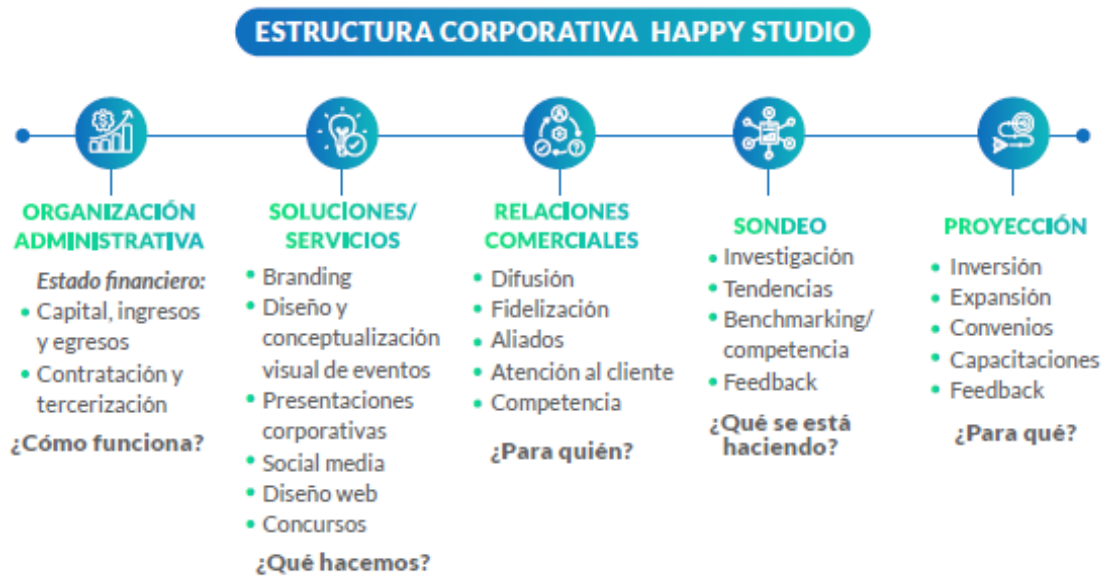 ESTRUCTURA CORPORATIVA HAPPY STUDIO
ORGANIZACIÓN
ADMINISTRATIVA
Estado financiero:
• Capital, ingresos
y egresos
• Contratación y
tercerización
¿Cómo funciona?
SOLUCIONES/
SERVICIOS
• Branding
• Diseño y
conceptualización
visual de eventos
• Presentaciones
corporativas
• Social media
• Diseño web
• Concursos
¿Qué hacemos?
RELACIONES
COMERCIALES
• Difusión
• Fidelización
• Aliados
• Atención al cliente
• Competencia
¿Para quién?
SONDEO
• Investigación
• Tendencias
• Benchmarking/
competencia
• Feedback
¿Qué se está
haciendo?
PROYECCIÓN
• Inversión
• Expansión
• Convenios
• Capacitaciones
• Feedback
¿Para qué?